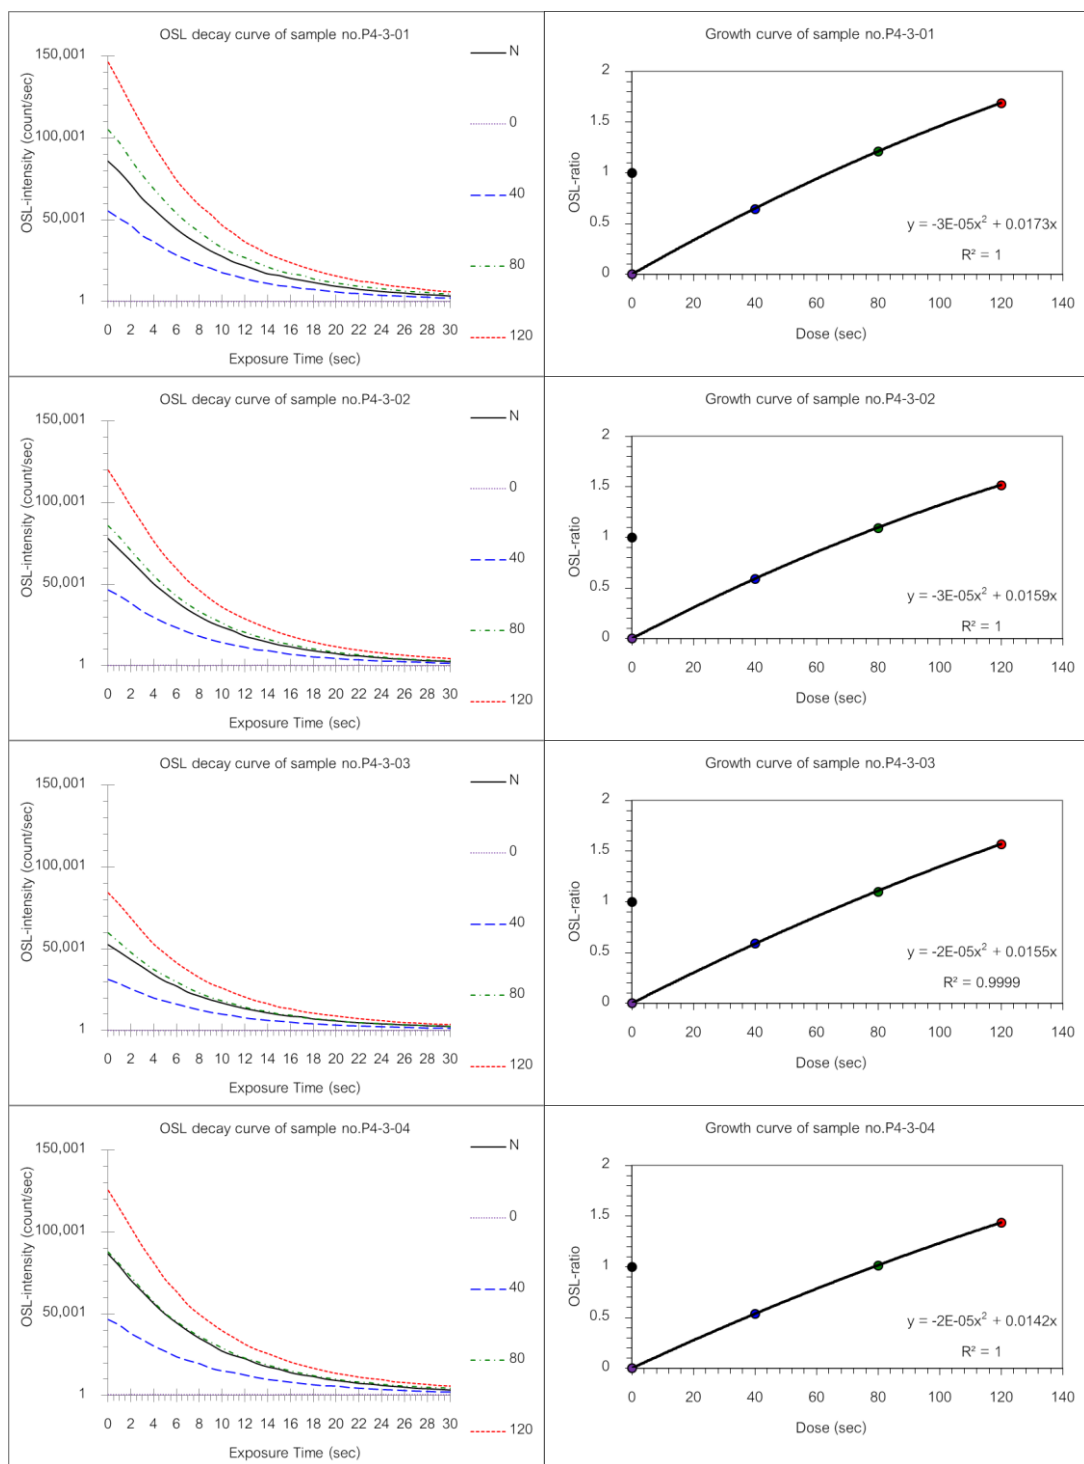 OSL decay curve of sample no.P4-3-01
OSL-intensity (count/sec)
150,001
100,001
50,001
1
0 2 4 6 8 10 12 14 16 18 20 22 24 26 28 30
Exposure Time (sec)
N
0
40
80
120
Growth curve of sample no.P4-3-01
OSL-ratio
2
1.5
1
0.5
0
y = -3E-05x² + 0.0173x
R² = 1
0 20 40 60 80 100 120 140
Dose (sec)
OSL decay curve of sample no.P4-3-02
OSL-intensity (count/sec)
150,001
100,001
50,001
1
0 2 4 6 8 10 12 14 16 18 20 22 24 26 28 30
Exposure Time (sec)
N
0
40
80
120
Growth curve of sample no.P4-3-02
OSL-ratio
2
1.5
1
0.5
0
y = -3E-05x² + 0.0159x
R² = 1
0 20 40 60 80 100 120 140
Dose (sec)
OSL decay curve of sample no.P4-3-03
OSL-intensity (count/sec)
150,001
100,001
50,001
1
0 2 4 6 8 10 12 14 16 18 20 22 24 26 28 30
Exposure Time (sec)
N
0
40
80
120
Growth curve of sample no.P4-3-03
OSL-ratio
2
1.5
1
0.5
0
y = -2E-05x² + 0.0155x
R² = 0.9999
0 20 40 60 80 100 120 140
Dose (sec)
OSL decay curve of sample no.P4-3-04
OSL-intensity (count/sec)
150,001
100,001
50,001
1
0 2 4 6 8 10 12 14 16 18 20 22 24 26 28 30
Exposure Time (sec)
N
0
40
80
120
Growth curve of sample no.P4-3-04
OSL-ratio
2
1.5
1
0.5
0
y = -2E-05x² + 0.0142x
R² = 1
0 20 40 60 80 100 120 140
Dose (sec)